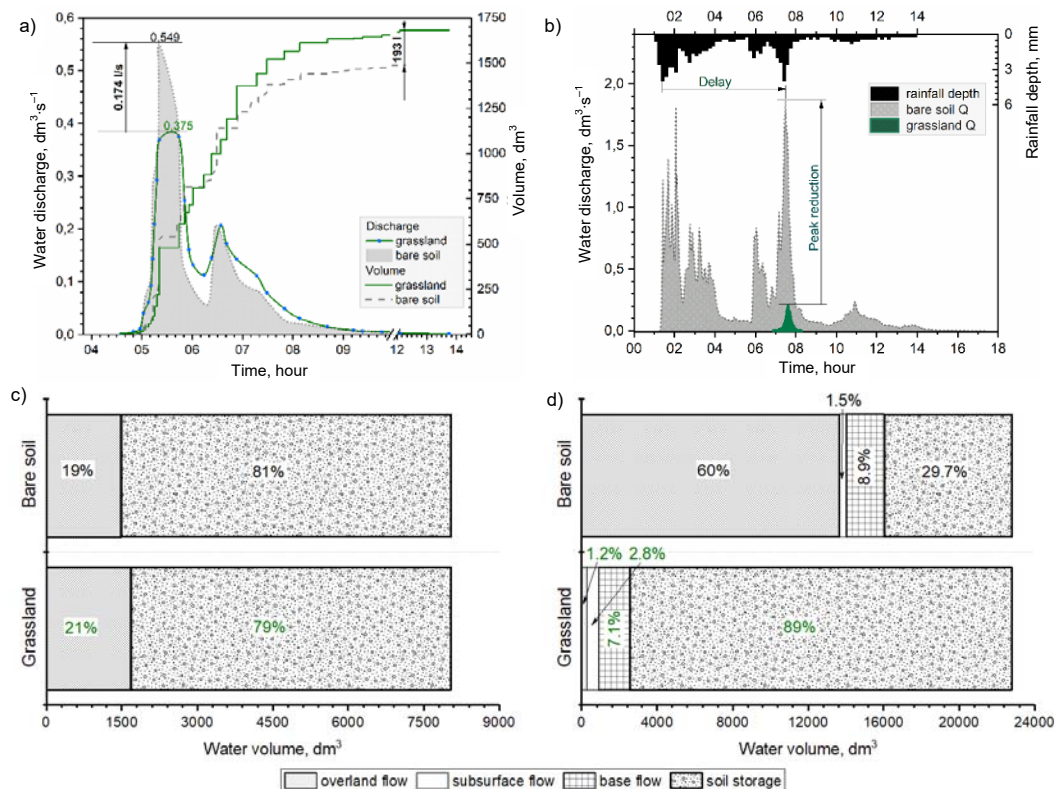 a)
0,6
0,5
0,4
0,3
0,2
0,1
0,0
Water discharge, dm³·s⁻¹
0.549
0.174 l/s
0,375
193 l
1750
1500
1250
1000
750
500
250
0
Volume, dm³
Discharge
grassland
bare soil
Volume
grassland
bare soil
04 05 06 07 08 09 12 13 14
Time, hour
b)
02 04 06 08 10 12 14
2,0
1,5
1,0
0,5
0,0
Water discharge, dm³·s⁻¹
0
3
6
Rainfall depth, mm
Delay
Peak reduction
rainfall depth
bare soil Q
grassland Q
00 02 04 06 08 10 12 14 16 18
Time, hour
c)
Bare soil
19% 81%
Grassland
21% 79%
0 1500 3000 4500 6000 7500 9000
Water volume, dm³
d)
1.5%
Bare soil
60% 8.9% 29.7%
1.2% 2.8%
Grassland
7.1% 89%
0 4000 8000 12000 16000 20000 24000
Water volume, dm³
overland flow subsurface flow base flow soil storage